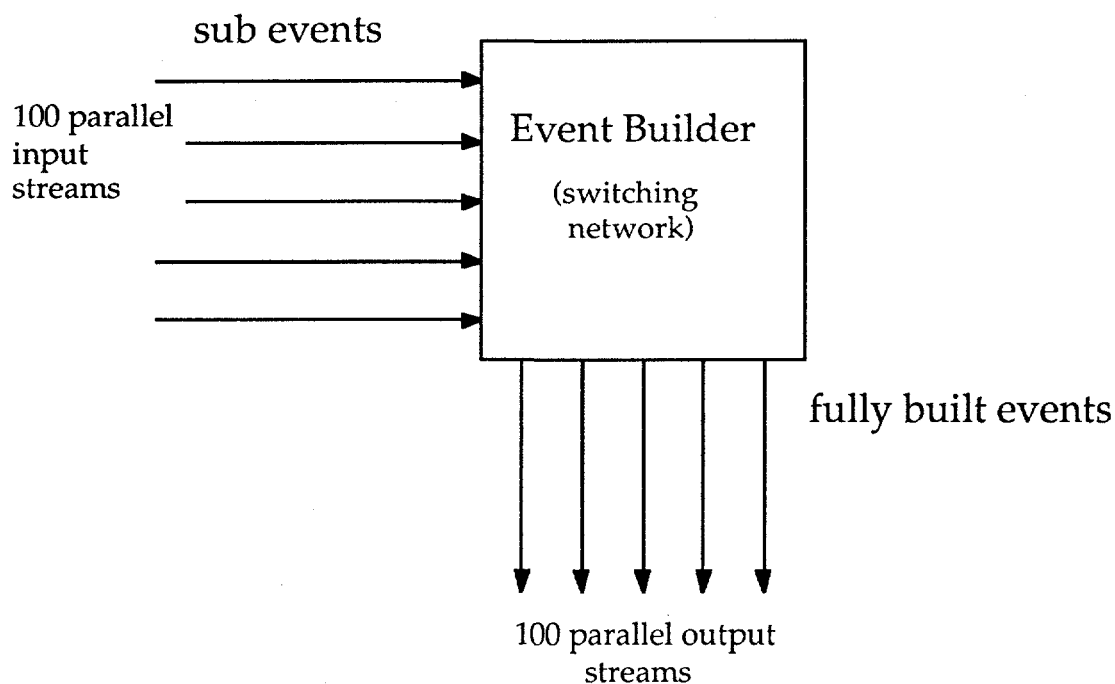 sub events
100 parallel
input
streams
Event Builder
(switching
network)
fully built events
100 parallel output
streams